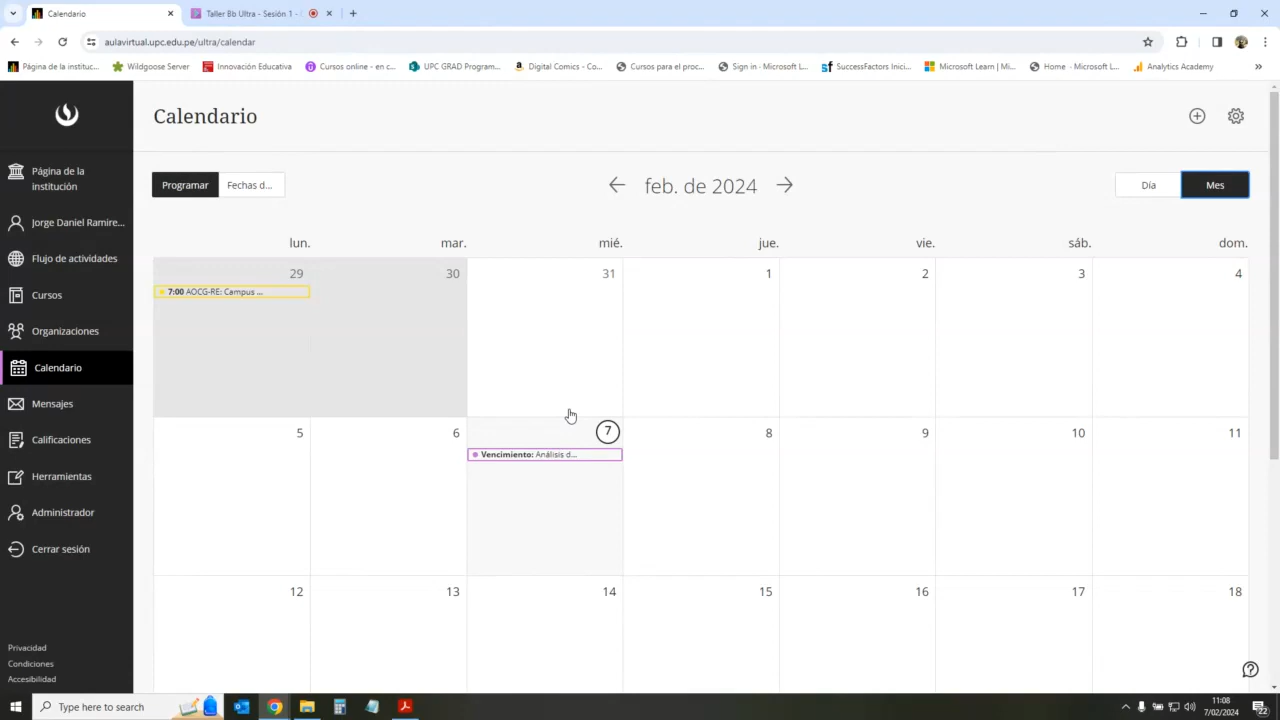 Calendario
Taller Bb Ultra - Sesión 1 -
aulavirtual.upc.edu.pe/ultra/calendar
Página de la instituc...
Wildgoose Server
Innovación Educativa
Cursos online - en c...
UPC GRAD Program...
Digital Comics - Co...
Cursos para el proc...
Sign in - Microsoft L...
SuccessFactors Inici...
Microsoft Learn | Mi...
Home - Microsoft L...
Analytics Academy
»
Página de la
institución
Jorge Daniel Ramire...
Flujo de actividades
Cursos
Organizaciones
Calendario
Mensajes
Calificaciones
Herramientas
Administrador
Cerrar sesión
Privacidad
Condiciones
Accesibilidad
Calendario
Programar
Fechas d...
feb. de 2024
Día
Mes
lun. mar. mié. jue. vie. sáb. dom.
29 30 31 1 2 3 4
7:00 AOCG-RE: Campus ...
5 6 7 8 9 10 11
Vencimiento: Análisis d...
12 13 14 15 16 17 18
Type here to search
11:08
7/02/2024
22